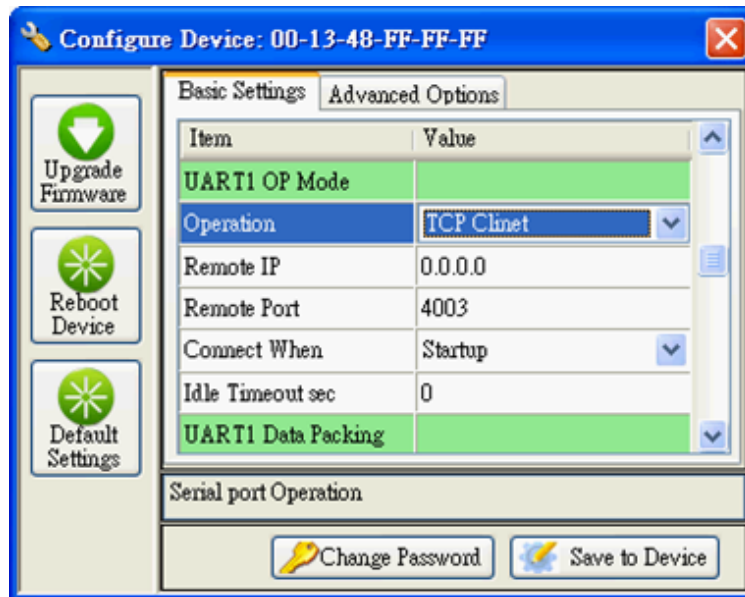 Configure Device: 00-13-48-FF-FF-FF
Upgrade
Firmware
Reboot
Device
Default
Settings
Basic Settings Advanced Options
Item Value
UART1 OP Mode
Operation TCP Clinet
Remote IP 0.0.0.0
Remote Port 4003
Connect When Startup
Idle Timeout sec 0
UART1 Data Packing
Serial port Operation
Change Password Save to Device